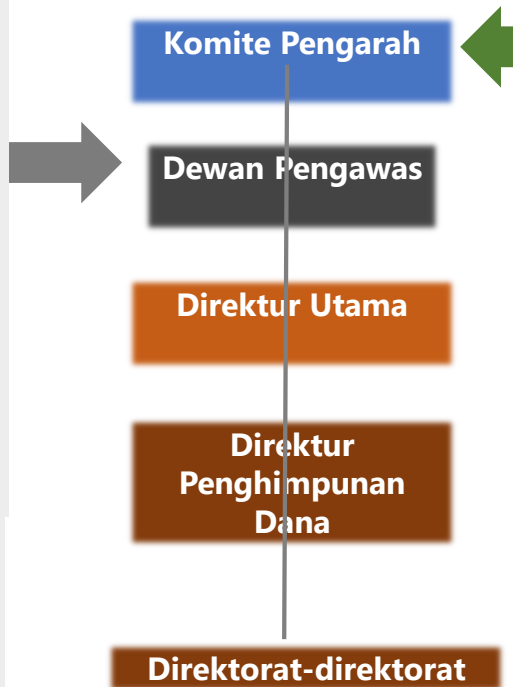 Komite Pengarah
Dewan Pengawas
Direktur Utama
Direktur
Penghimpunan
Dana
Direktorat-direktorat